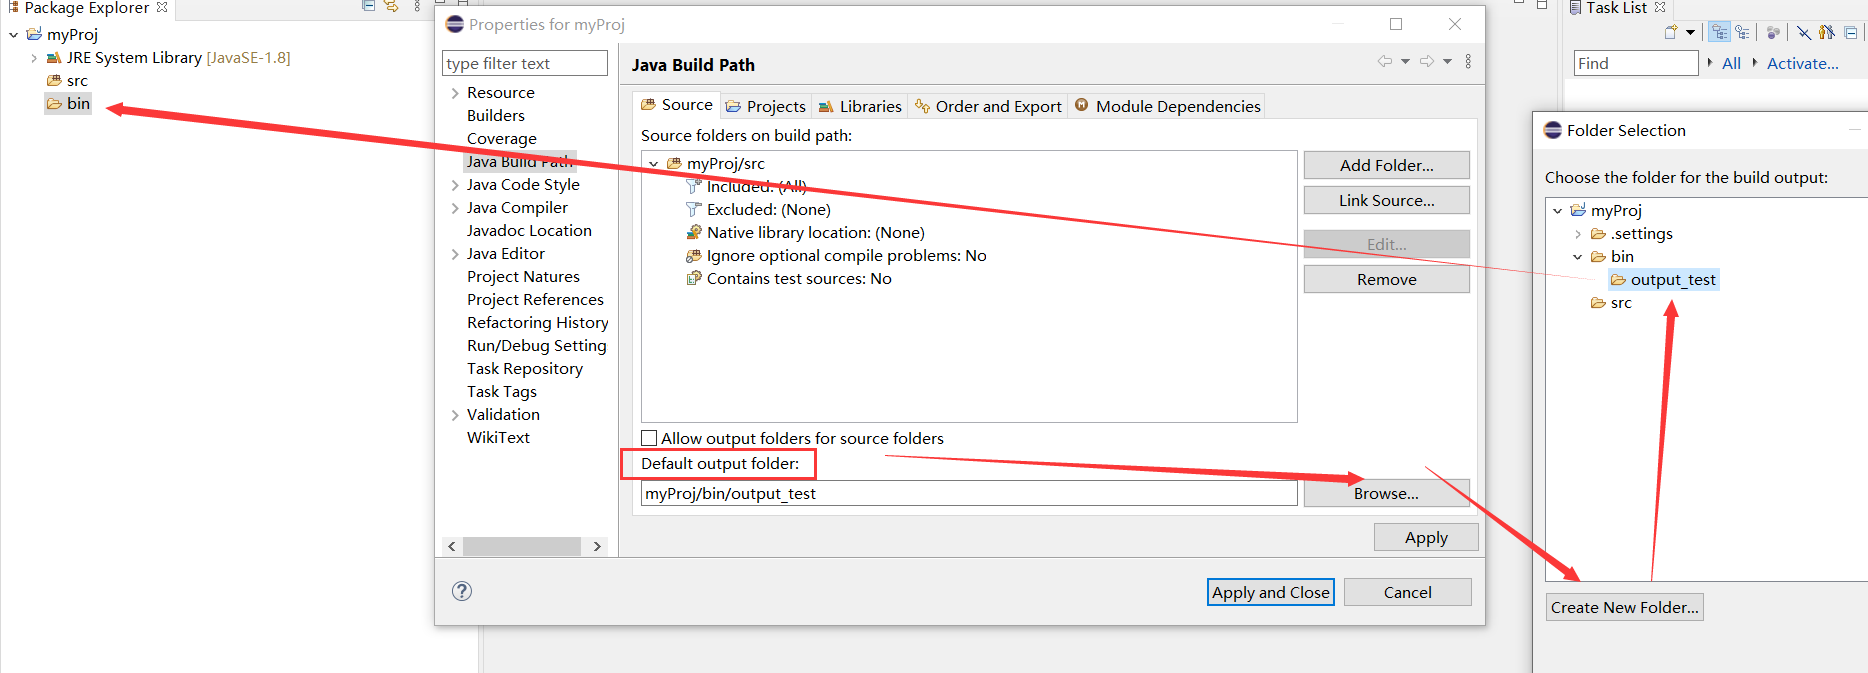 Package Explorer
myProj
JRE System Library [JavaSE-1.8]
src
bin
Properties for myProj
type filter text
Resource
Builders
Coverage
Java Build Path
Java Code Style
Java Compiler
Javadoc Location
Java Editor
Project Natures
Project References
Refactoring History
Run/Debug Setting
Task Repository
Task Tags
Validation
WikiText
Java Build Path
Source
Projects
Libraries
Order and Export
Module Dependencies
Source folders on build path:
myProj/src
Included: (All)
Excluded: (None)
Native library location: (None)
Ignore optional compile problems: No
Contains test sources: No
Add Folder...
Link Source...
Edit...
Remove
Allow output folders for source folders
Default output folder:
myProj/bin/output_test
Browse...
Apply
Apply and Close
Cancel
Task List
Find
All
Activate...
Folder Selection
Choose the folder for the build output:
myProj
.settings
bin
output_test
src
Create New Folder...